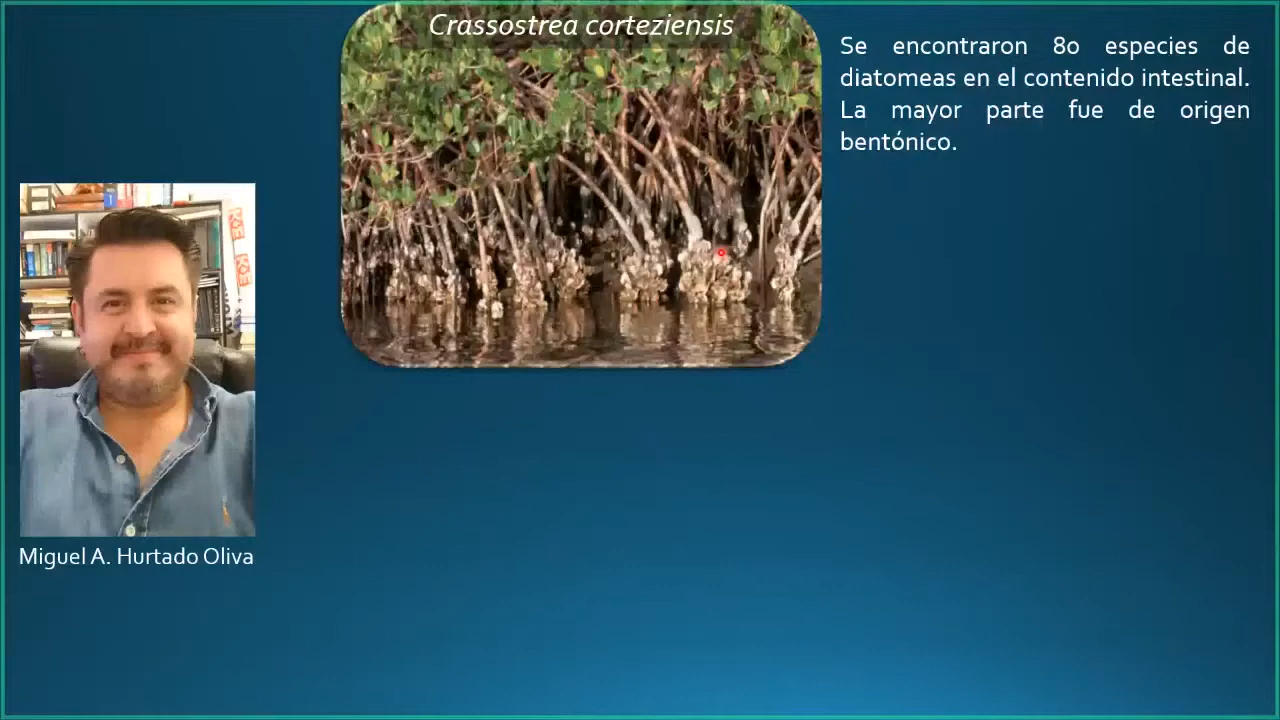 Crassostrea corteziensis
Se encontraron 80 especies de
diatomeas en el contenido intestinal.
La mayor parte fue de origen
bentónico.
Miguel A. Hurtado Oliva